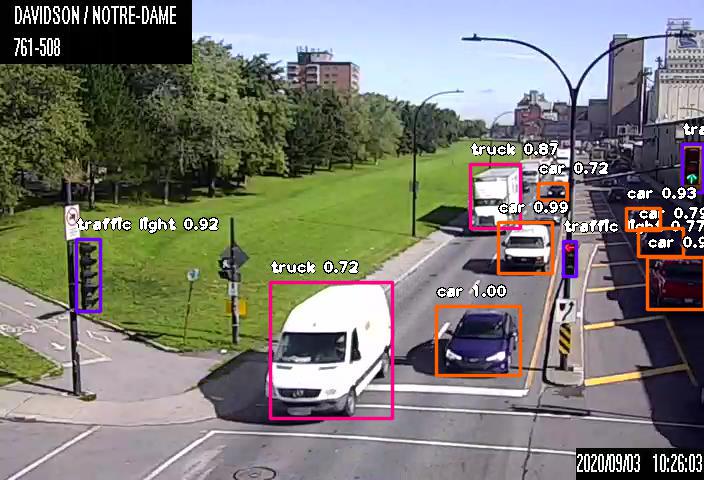 DAVIDSON / NOTRE-DAME
761-508
truck 0.87
car 0.72
car 0.93
car 0.99
traffic light 0.92
truck 0.72
car 1.00
2020/09/03 10:26:03